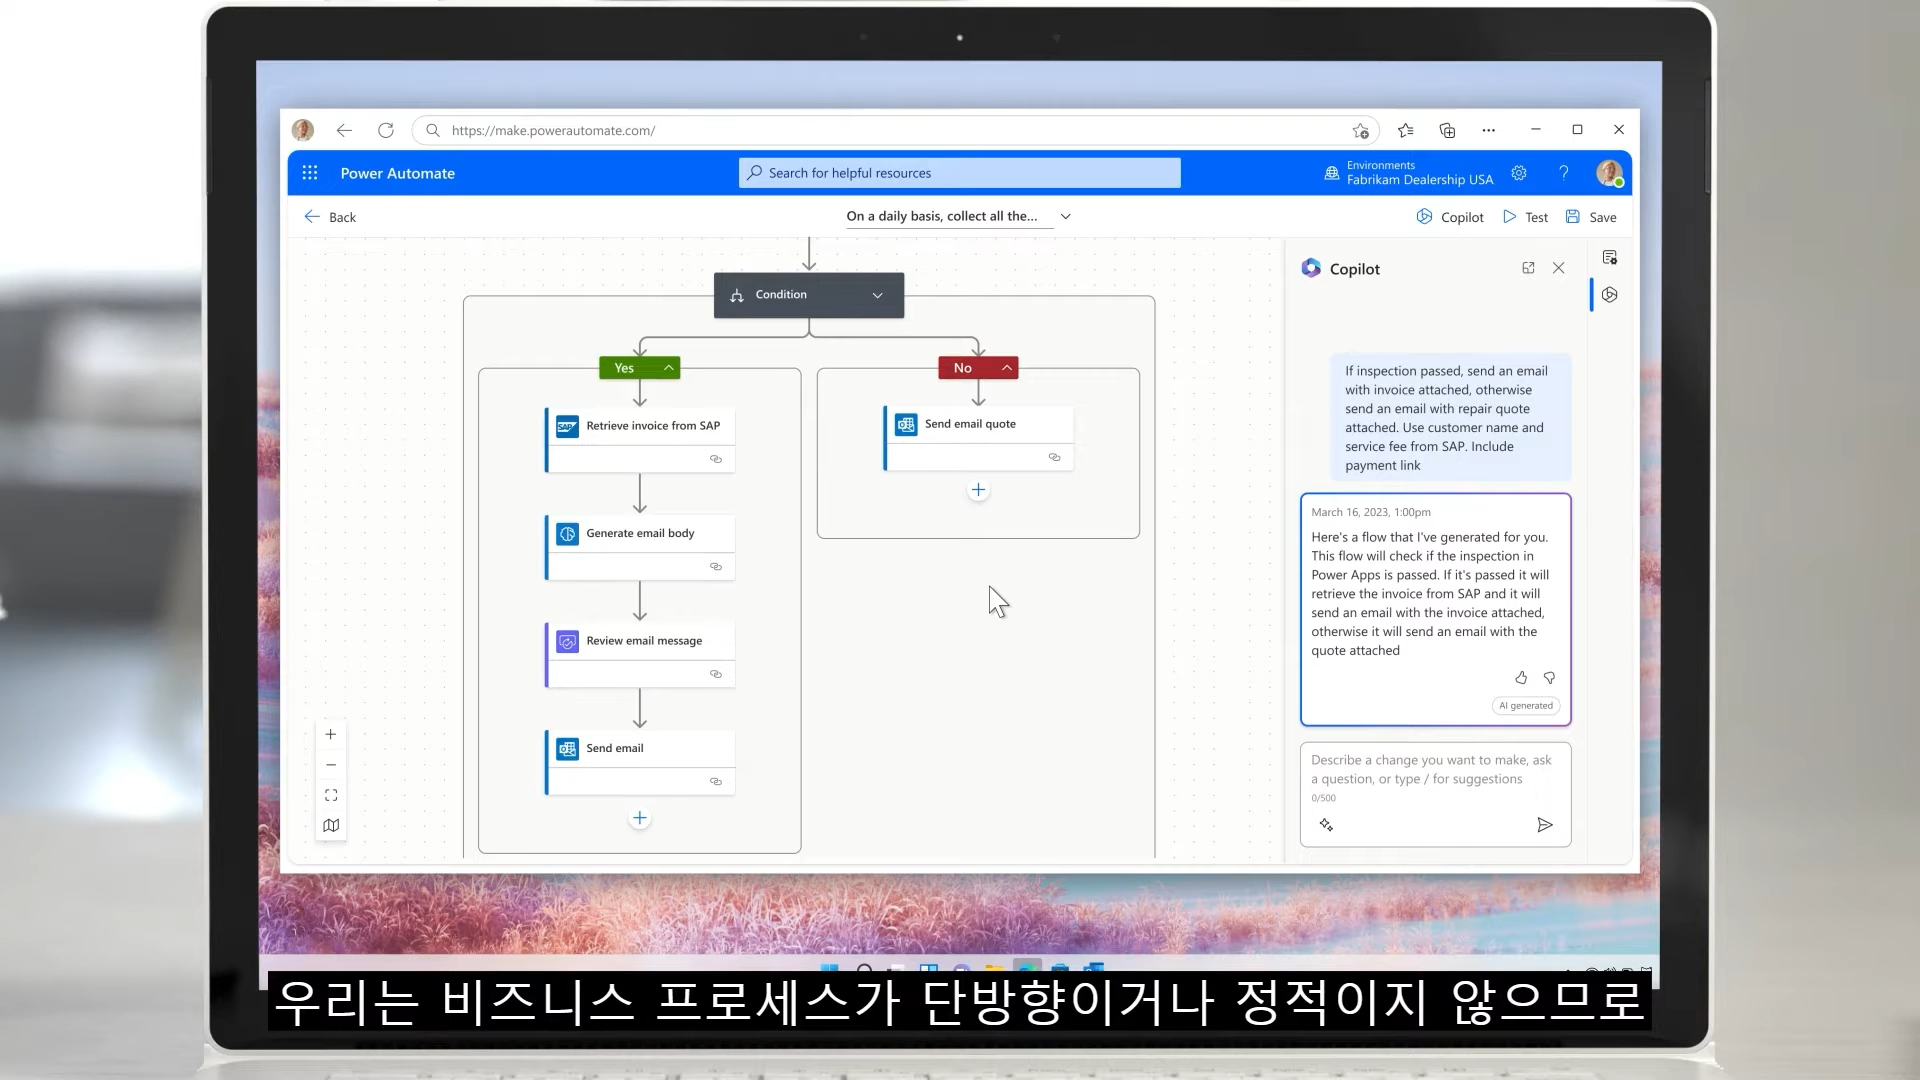 https://make.powerautomate.com/
Power Automate
Search for helpful resources
Environments
Fabrikam Dealership USA
?
Back
On a daily basis, collect all the...
Copilot
Test
Save
Condition
Yes
No
Retrieve invoice from SAP
Generate email body
Review email message
Send email
Send email quote
Copilot
If inspection passed, send an email
with invoice attached, otherwise
send an email with repair quote
attached. Use customer name and
service fee from SAP. Include
payment link
March 16, 2023, 1:00pm
Here's a flow that I've generated for you.
This flow will check if the inspection in
Power Apps is passed. If it's passed it will
retrieve the invoice from SAP and it will
send an email with the invoice attached,
otherwise it will send an email with the
quote attached
AI generated
Describe a change you want to make, ask
a question, or type / for suggestions
0/500
우리는 비즈니스 프로세스가 단방향이거나 정적이지 않으므로